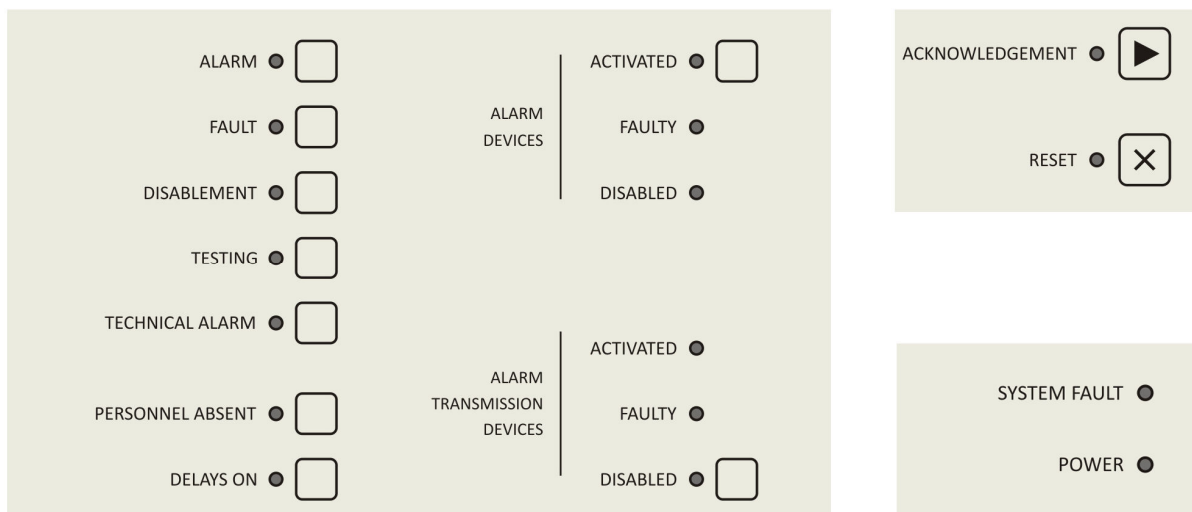 ALARM
FAULT
DISABLEMENT
TESTING
TECHNICAL ALARM
PERSONNEL ABSENT
DELAYS ON
ALARM
DEVICES
ACTIVATED
FAULTY
DISABLED
ALARM
TRANSMISSION
DEVICES
ACTIVATED
FAULTY
DISABLED
ACKNOWLEDGEMENT
RESET
SYSTEM FAULT
POWER